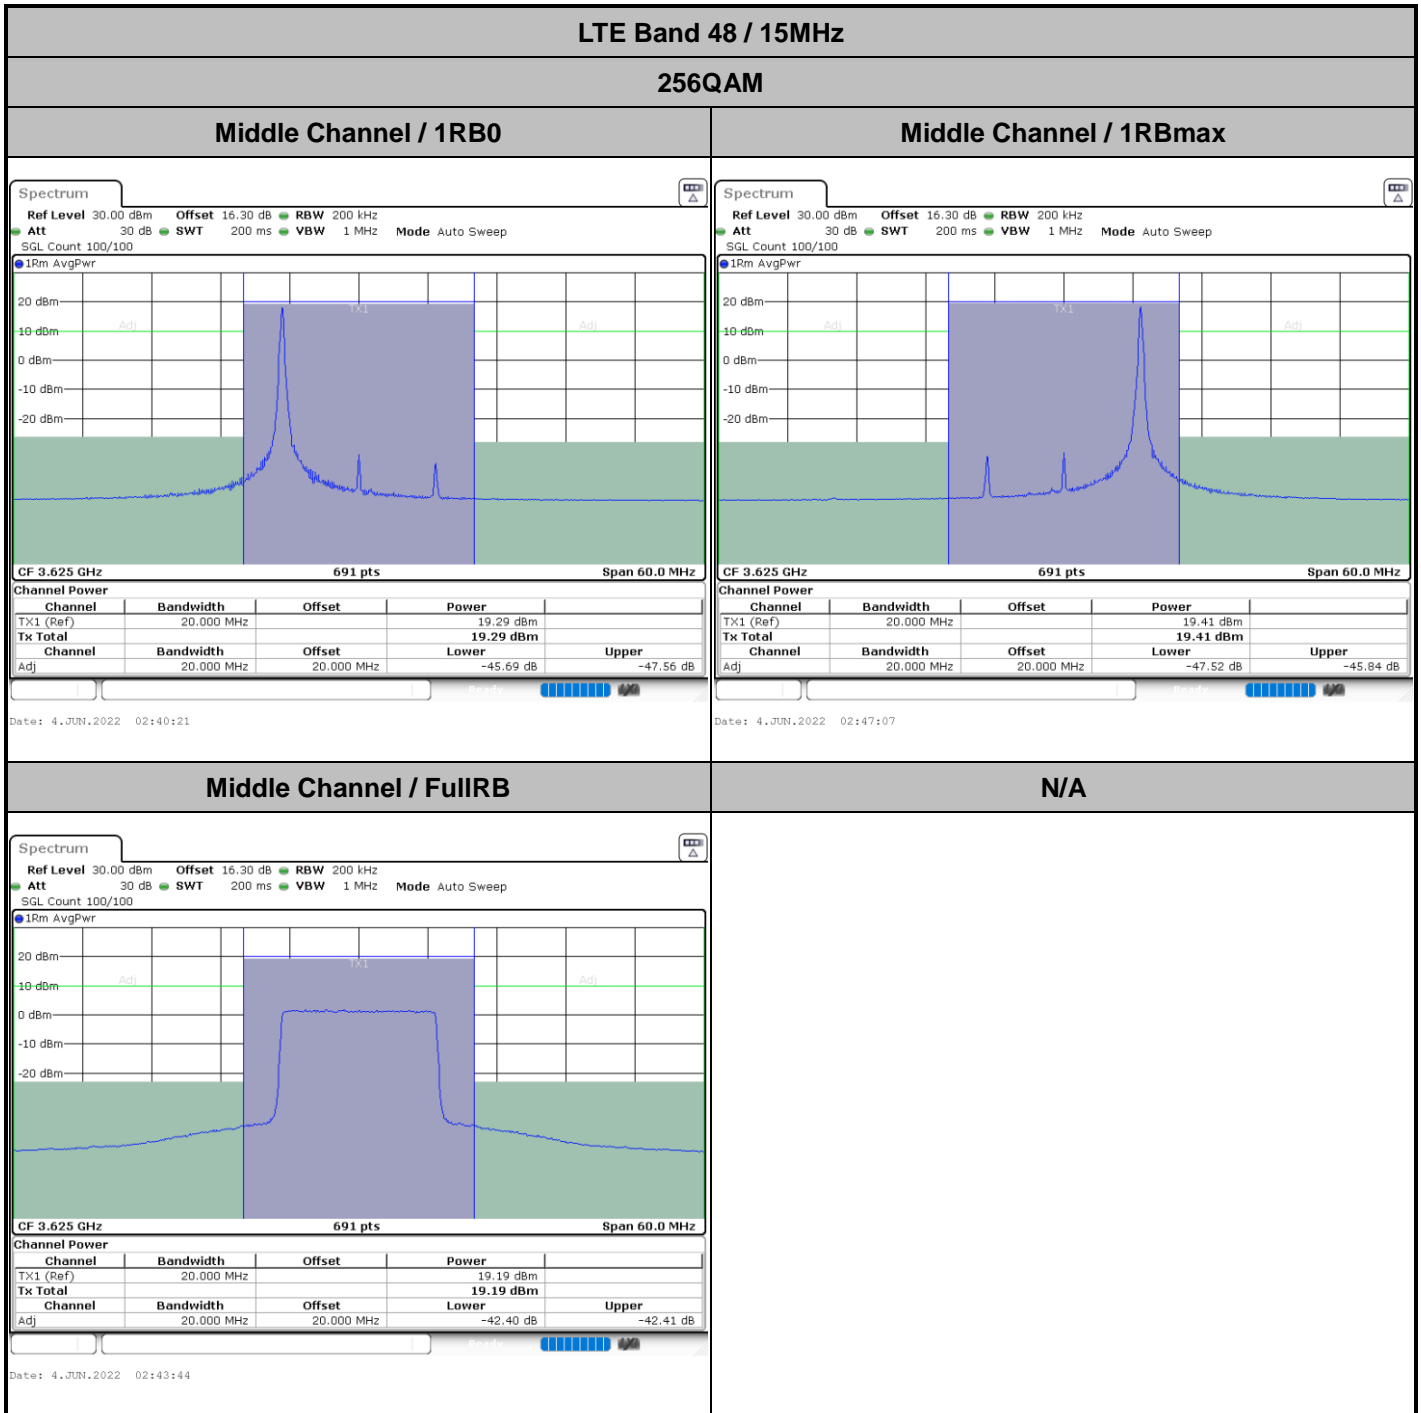 LTE Band 48 / 15MHz
256QAM
Middle Channel / 1RB0
Middle Channel / 1RBmax
Spectrum
Ref Level 30.00 dBm Offset 16.30 dB RBW 200 kHz
Att 30 dB SWT 200 ms VBW 1 MHz Mode Auto Sweep
SGL Count 100/100
1Rm AvgPwr
TX1
20 dBm
Adj
Adj
10 dBm
0 dBm
-10 dBm
-20 dBm
CF 3.625 GHz 691 pts Span 60.0 MHz
Channel Power
Channel Bandwidth Offset Power
TX1 (Ref) 20.000 MHz 19.29 dBm
Tx Total 19.29 dBm
Channel Bandwidth Offset Lower Upper
Adj 20.000 MHz 20.000 MHz -45.69 dB -47.56 dB
Ready
Date: 4.JUN.2022 02:40:21
Spectrum
Ref Level 30.00 dBm Offset 16.30 dB RBW 200 kHz
Att 30 dB SWT 200 ms VBW 1 MHz Mode Auto Sweep
SGL Count 100/100
1Rm AvgPwr
TX1
20 dBm
Adj
Adj
10 dBm
0 dBm
-10 dBm
-20 dBm
CF 3.625 GHz 691 pts Span 60.0 MHz
Channel Power
Channel Bandwidth Offset Power
TX1 (Ref) 20.000 MHz 19.41 dBm
Tx Total 19.41 dBm
Channel Bandwidth Offset Lower Upper
Adj 20.000 MHz 20.000 MHz -47.52 dB -45.84 dB
Ready
Date: 4.JUN.2022 02:47:07
Middle Channel / FullRB
N/A
Spectrum
Ref Level 30.00 dBm Offset 16.30 dB RBW 200 kHz
Att 30 dB SWT 200 ms VBW 1 MHz Mode Auto Sweep
SGL Count 100/100
1Rm AvgPwr
20 dBm
TX1
Adj
Adj
10 dBm
0 dBm
-10 dBm
-20 dBm
CF 3.625 GHz 691 pts Span 60.0 MHz
Channel Power
Channel Bandwidth Offset Power
TX1 (Ref) 20.000 MHz 19.19 dBm
Tx Total 19.19 dBm
Channel Bandwidth Offset Lower Upper
Adj 20.000 MHz 20.000 MHz -42.40 dB -42.41 dB
Ready
Date: 4.JUN.2022 02:43:44